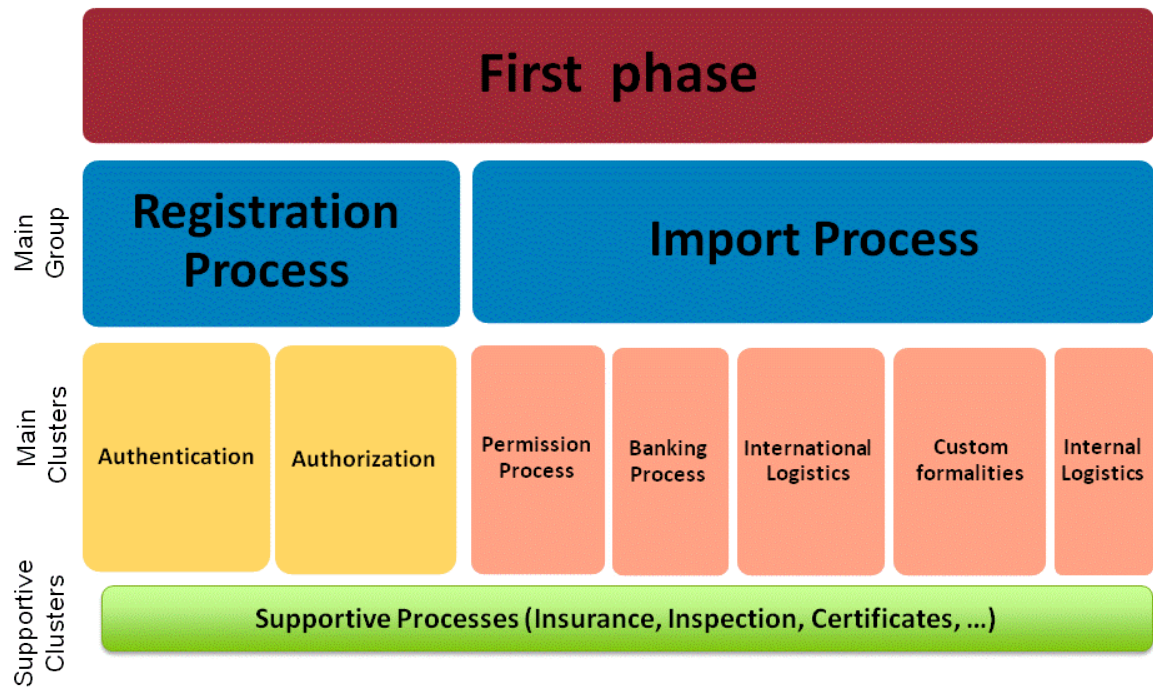 First phase
Main
Group
Registration
Process
Import Process
Main
Clusters
Authentication
Authorization
Permission
Process
Banking
Process
International
Logistics
Custom
formalities
Internal
Logistics
Supportive
Clusters
Supportive Processes (Insurance, Inspection, Certificates, ...)